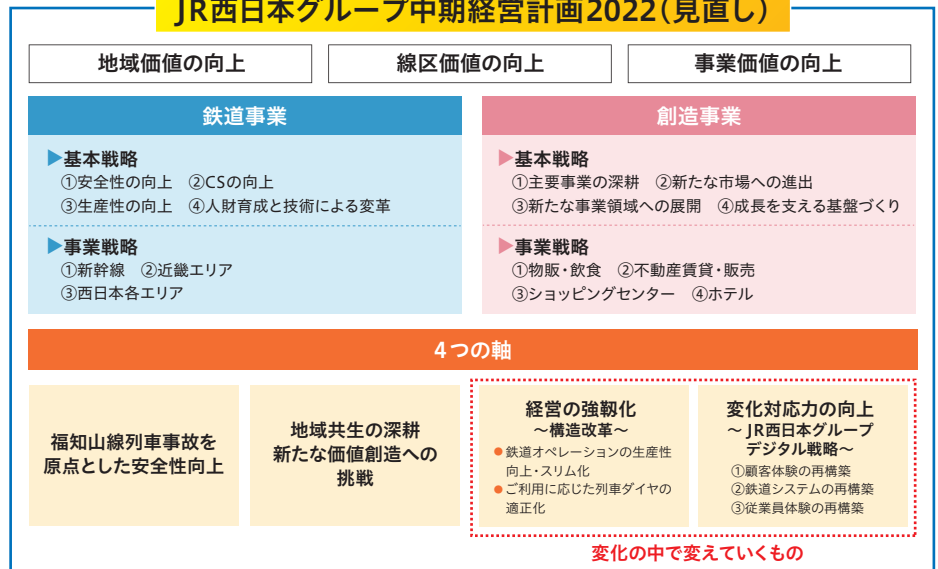 JR西日本グループ中期経営計画2022(見直し)
地域価値の向上
線区価値の向上
事業価値の向上
鉄道事業
▶基本戦略
①安全性の向上 ②CSの向上
③生産性の向上 ④人財育成と技術による変革
▶事業戦略
①新幹線 ②近畿エリア
③西日本各エリア
創造事業
▶基本戦略
①主要事業の深耕 ②新たな市場への進出
③新たな事業領域への展開 ④成長を支える基盤づくり
▶事業戦略
①物販・飲食 ②不動産賃貸・販売
③ショッピングセンター ④ホテル
4つの軸
福知山線列車事故を
原点とした安全性向上
地域共生の深耕
新たな価値創造への
挑戦
経営の強靱化
～構造改革～
●鉄道オペレーションの生産性
向上・スリム化
●ご利用に応じた列車ダイヤの
適正化
変化対応力の向上
～JR西日本グループ
デジタル戦略～
①顧客体験の再構築
②鉄道システムの再構築
③従業員体験の再構築
変化の中で変えていくもの